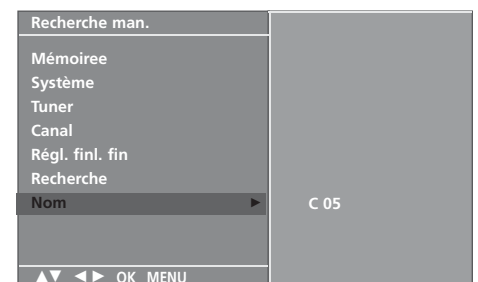 Recherche man.
Mémoiree
Système
Tuner
Canal
Régl. finl. fin
Recherche
Nom ► C 05
▲▼ ◄► OK MENU